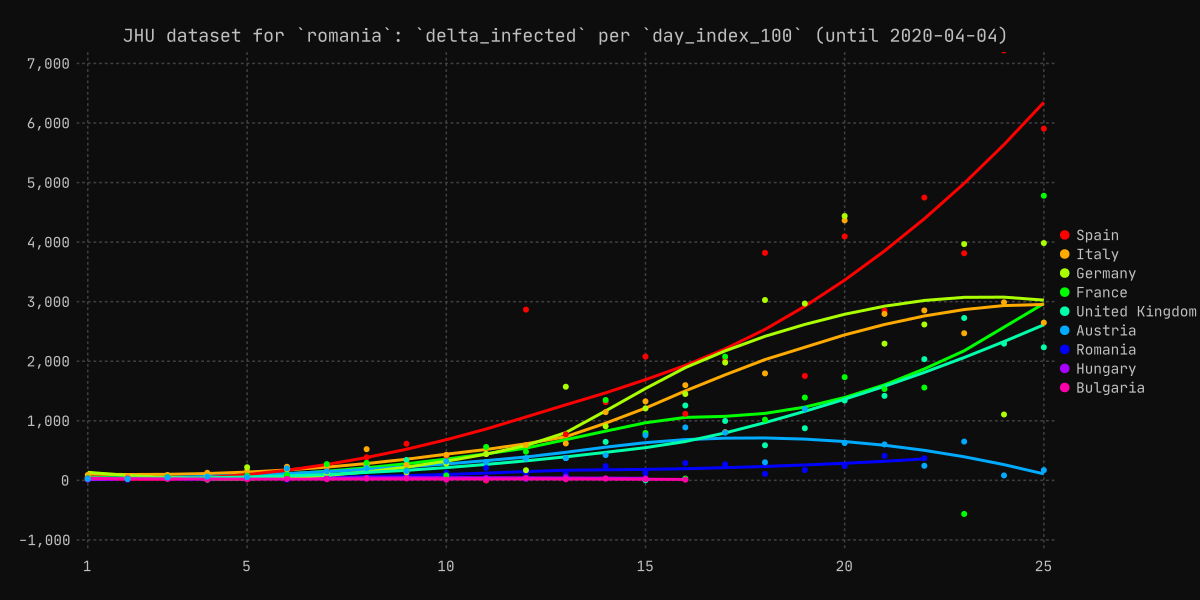 JHU dataset for `romania`: `delta_infected` per `day_index_100` (until 2020-04-04)
7,000
6,000
5,000
4,000
3,000
2,000
1,000
0
-1,000
1
5
10
15
20
25
Spain
Italy
Germany
France
United Kingdom
Austria
Romania
Hungary
Bulgaria